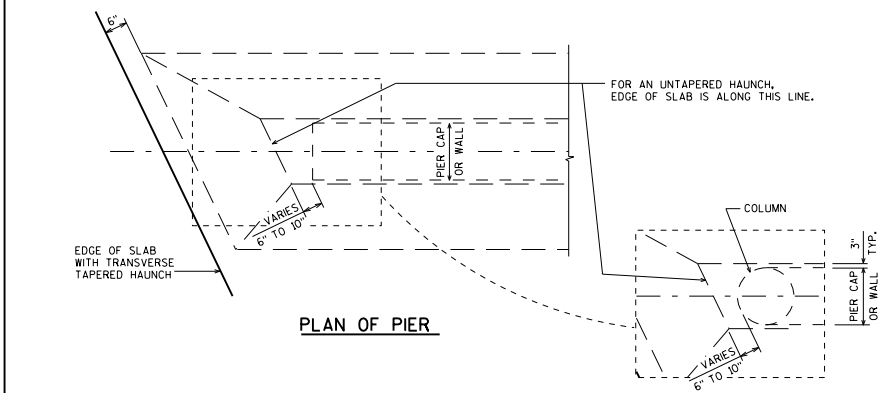 6"
FOR AN UNTAPERED HAUNCH,
EDGE OF SLAB IS ALONG THIS LINE.
PIER CAP
OR WALL
VARIES
6" TO 10"
EDGE OF SLAB
WITH TRANSVERSE
TAPERED HAUNCH
PLAN OF PIER
COLUMN
3"
TYP.
PIER CAP
OR WALL
VARIES
6" TO 10"